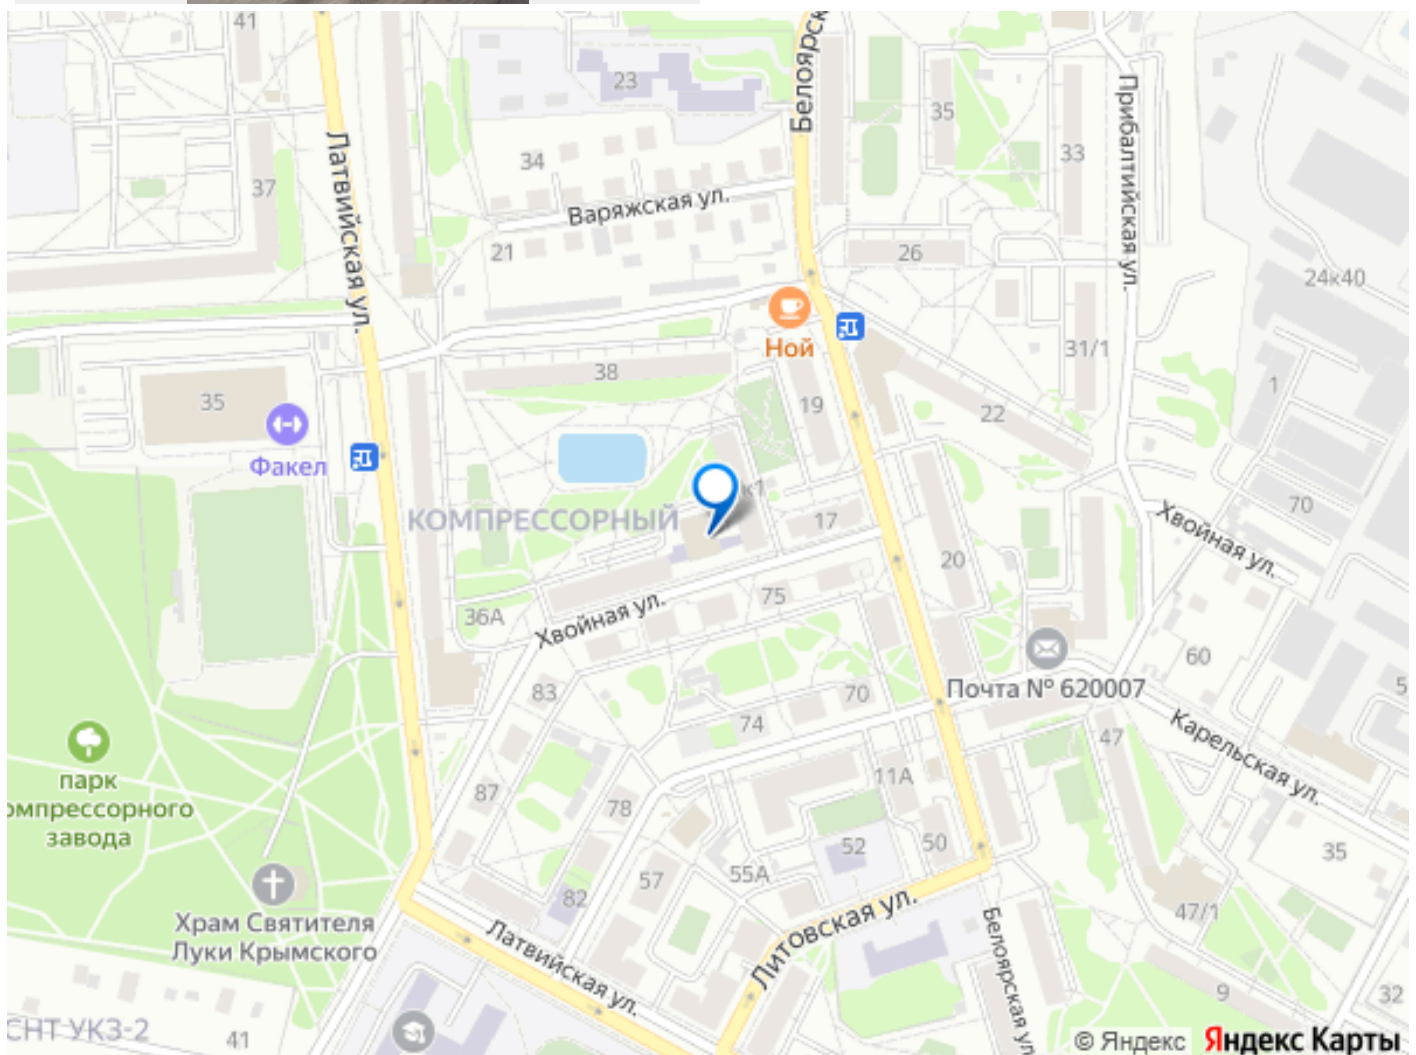 41
23
Белоярск
35
33
Прибалтийская ул.
34
37
Латвийская ул.
Варяжская ул.
21
26
24к40
Ной
31/1
38
1
35
19
22
Факел
к1
70
КОМПРЕССОРНЫЙ
17
Хвойная ул.
20
75
36А
Хвойная ул.
60
83
70
Почта № 620007
5
74
47
Карельская ул.
парк
омпрессорного
завода
11А
87
78
52
50
35
55А
57
82
47/1
Храм Святителя
Луки Крымского
Литовская ул.
Латвийская ул.
Белоярская ул.
9
32
СНТ УКЗ-2
41
© Яндекс Яндекс Карты